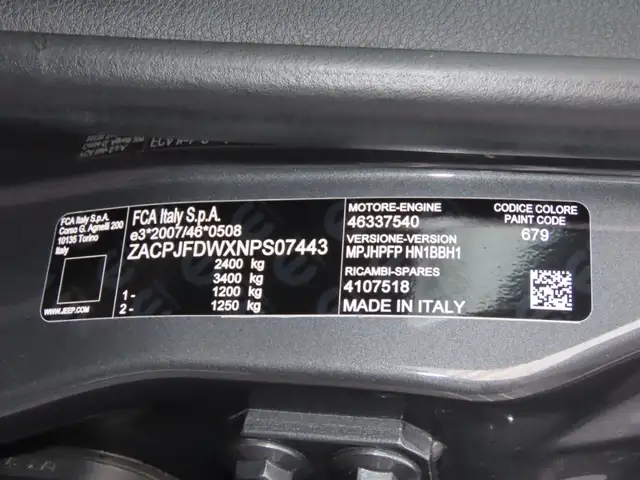 FCA Italy S.p.A.
Corso G. Agnelli 200
10135 Torino
Italy
WWW.JEEP.COM
FCA Italy S.p.A.
e3*2007/46*0508
ZACPJFDWXNPS07443
2400 kg
3400 kg
1- 1200 kg
2- 1250 kg
MOTORE-ENGINE
46337540
VERSIONE-VERSION
MPJHPFP HN1BBH1
RICAMBI-SPARES
4107518
MADE IN ITALY
CODICE COLORE
PAINT CODE
679